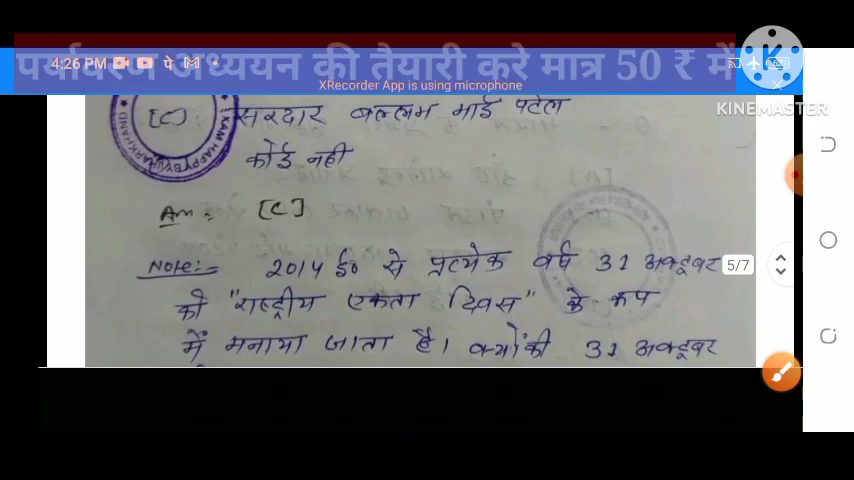 पर्यावरण अध्ययन की तैयारी करे मात्र 50 ₹ में
4:26 PM
XRecorder App is using microphone
KINEMASTER
[C] सरदार बल्लभ भाई पटेल
कोई नही
Ans: [C]
Note:- 2014 ई० से प्रत्येक वर्ष 31 अक्टूबर
5/7
को "राष्ट्रीय एकता दिवस" के रूप
में मनाया जाता है। क्योंकी 31 अक्टूबर